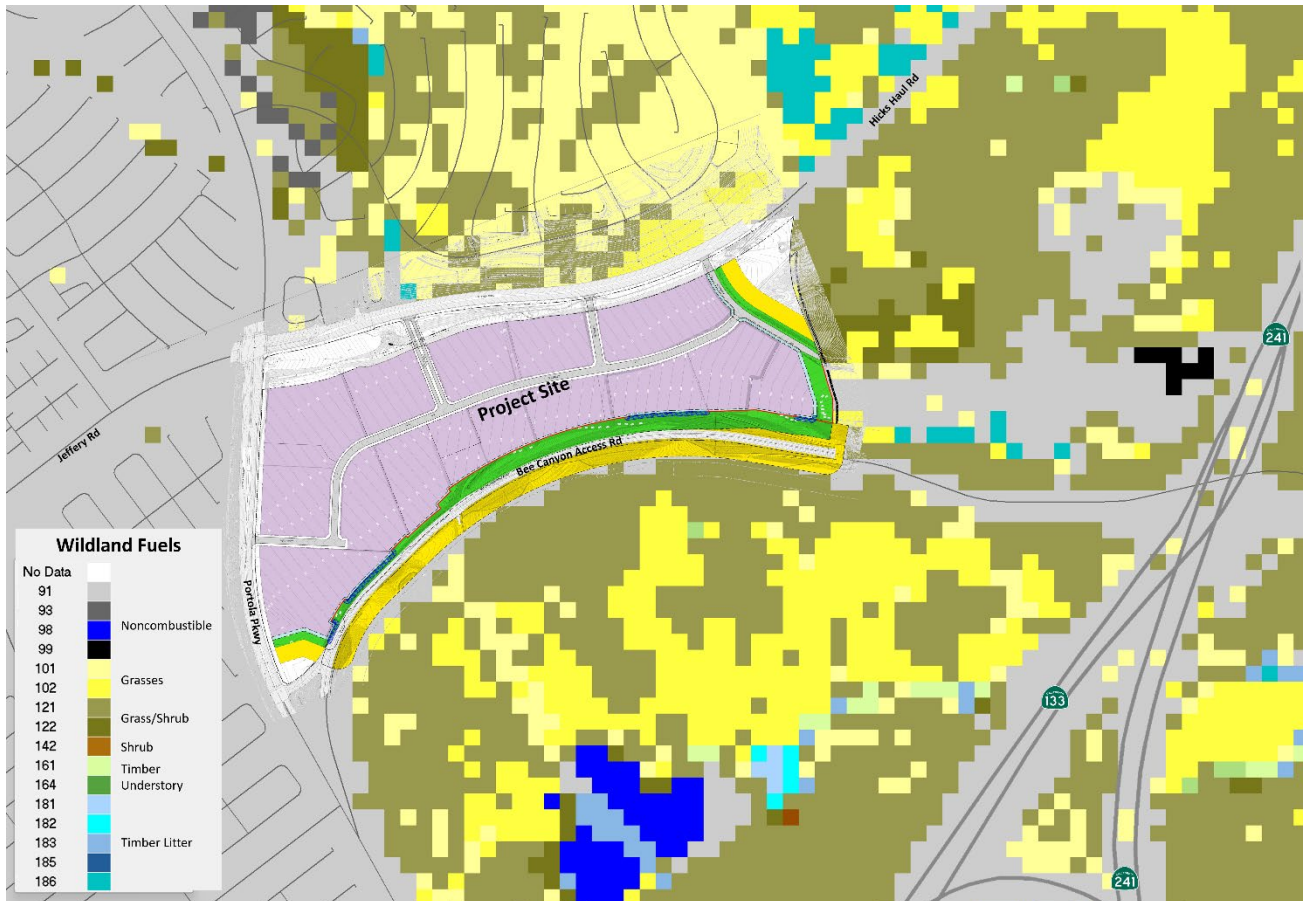 Hicks Haul Rd
241
Project Site
Jeffery Rd
Bee Canyon Access Rd
Portola Pkwy
133
241
Wildland Fuels
No Data
91
93
98 Noncombustible
99
101
102 Grasses
121
122 Grass/Shrub
142 Shrub
161 Timber
164 Understory
181
182
183 Timber Litter
185
186